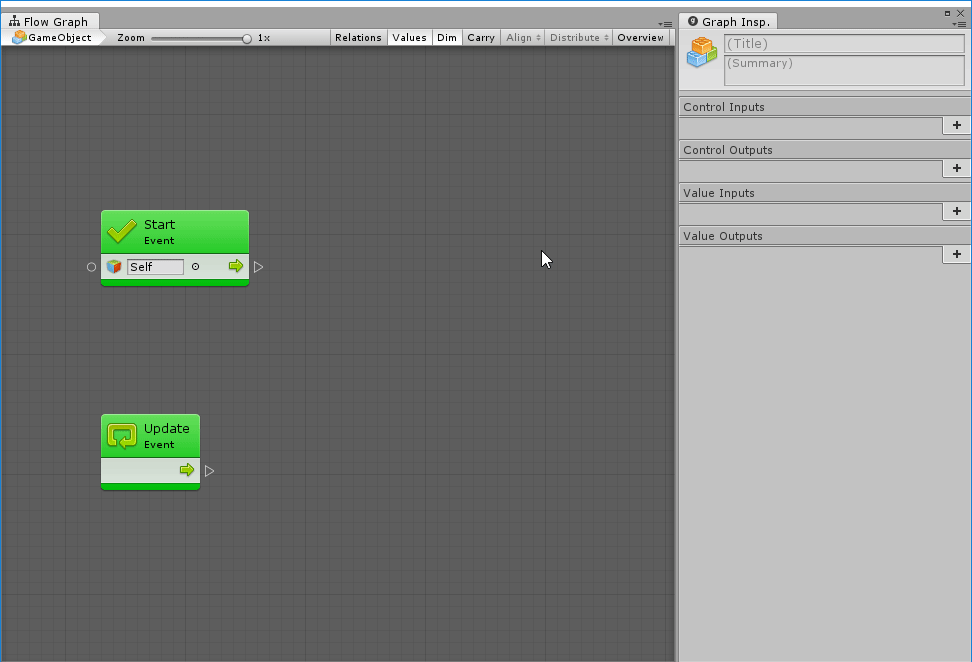 Flow Graph
GameObject Zoom 1x Relations Values Dim Carry Align Distribute Overview
Start
Event
Self
Update
Event
Graph Insp.
(Title)
(Summary)
Control Inputs
+
Control Outputs
+
Value Inputs
+
Value Outputs
+